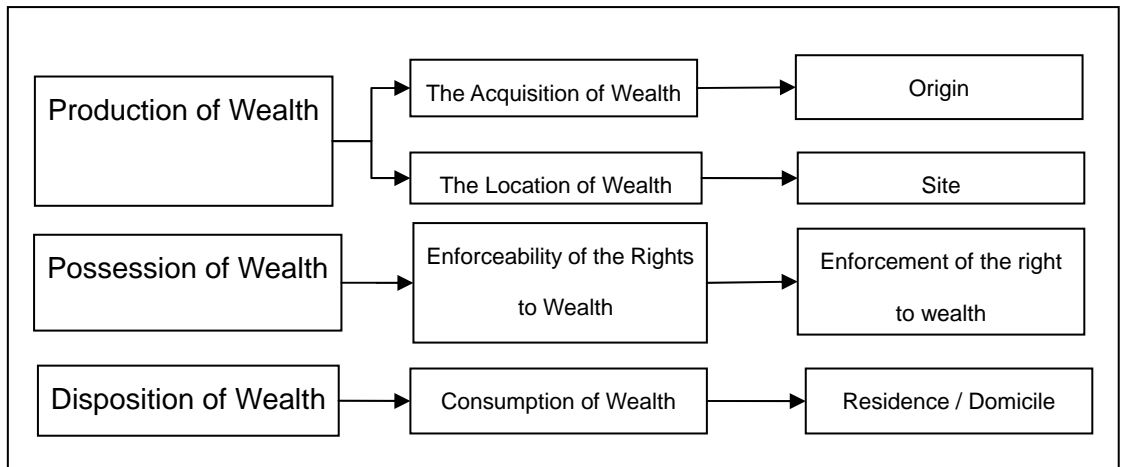 Production of Wealth
The Acquisition of Wealth
Origin
The Location of Wealth
Site
Possession of Wealth
Enforceability of the Rights
to Wealth
Enforcement of the right
to wealth
Disposition of Wealth
Consumption of Wealth
Residence / Domicile